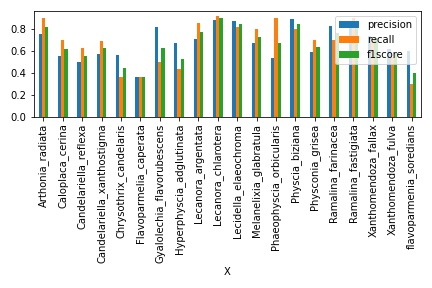 precision
recall
f1score
0.8
0.6
0.4
0.2
0.0
Arthonia_radiata
Caloplaca_cerina
Candelariella_reflexa
Candelariella_xanthostigma
Chrysothrix_candelaris
Flavoparmelia_caperata
Gyalolechia_flavorubescens
Hyperphyscia_adglutinata
Lecanora_argentata
Lecanora_chlarotera
Lecidella_elaeochroma
Melanelixia_glabratula
Phaeophyscia_orbicularis
Physcia_biziana
Physconia_grisea
Ramalina_farinacea
Ramalina_fastigiata
Xanthomendoza_fallax
Xanthomendoza_fulva
flavoparmenia_soredians
X